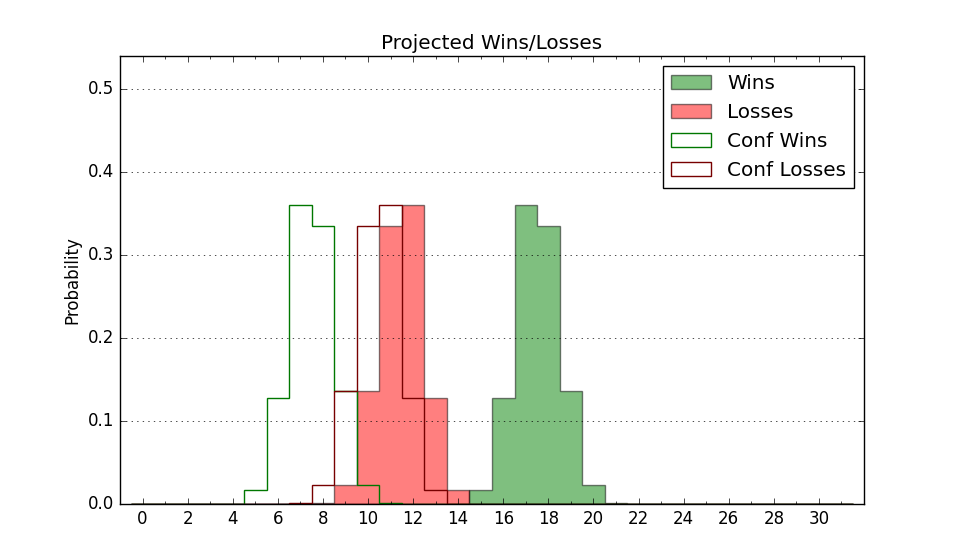 Projected Wins/Losses
Wins
Losses
Conf Wins
Conf Losses
Probability
0.5
0.4
0.3
0.2
0.1
0.0
0 2 4 6 8 10 12 14 16 18 20 22 24 26 28 30